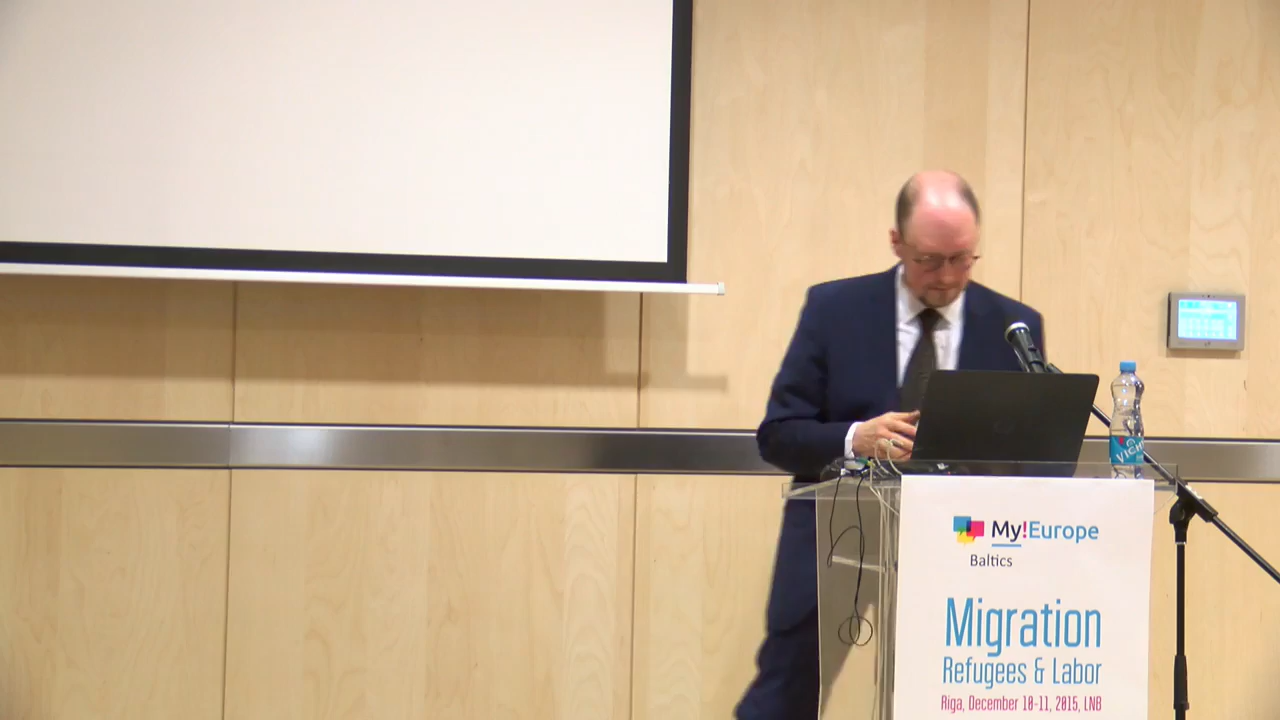 My!Europe
Baltics
Migration
Refugees & Labor
Riga, December 10-11, 2015, LNB